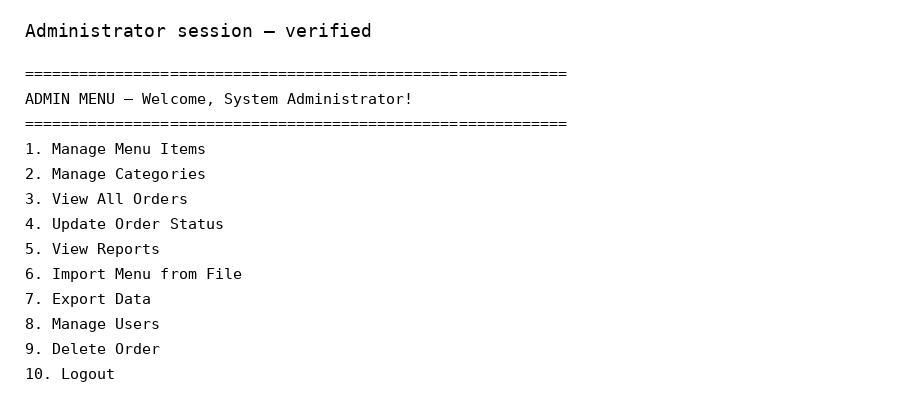 Administrator session — verified
============================================================
ADMIN MENU — Welcome, System Administrator!
============================================================
1. Manage Menu Items
2. Manage Categories
3. View All Orders
4. Update Order Status
5. View Reports
6. Import Menu from File
7. Export Data
8. Manage Users
9. Delete Order
10. Logout